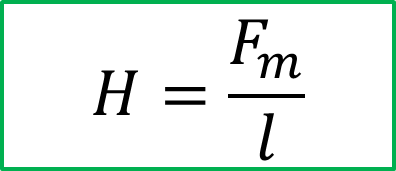 H = F_m / l